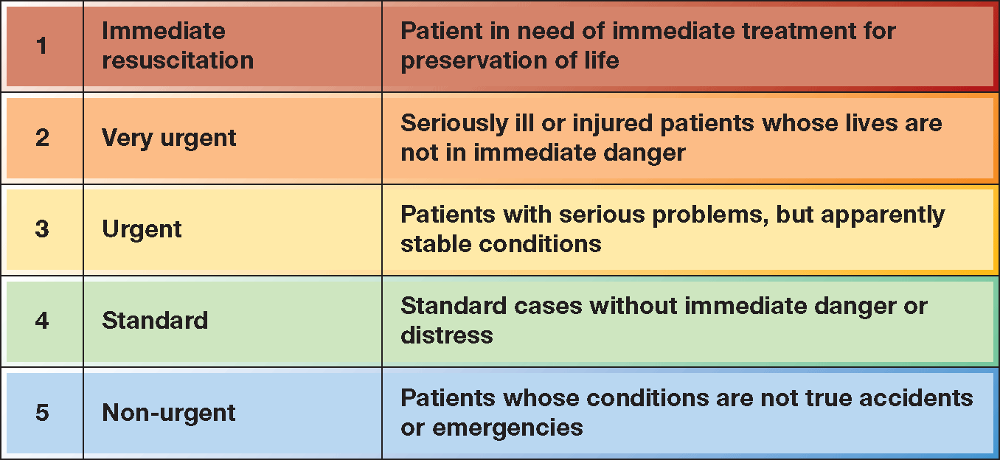 1
Immediate
resuscitation
Patient in need of immediate treatment for
preservation of life
2
Very urgent
Seriously ill or injured patients whose lives are
not in immediate danger
3
Urgent
Patients with serious problems, but apparently
stable conditions
4
Standard
Standard cases without immediate danger or
distress
5
Non-urgent
Patients whose conditions are not true accidents
or emergencies